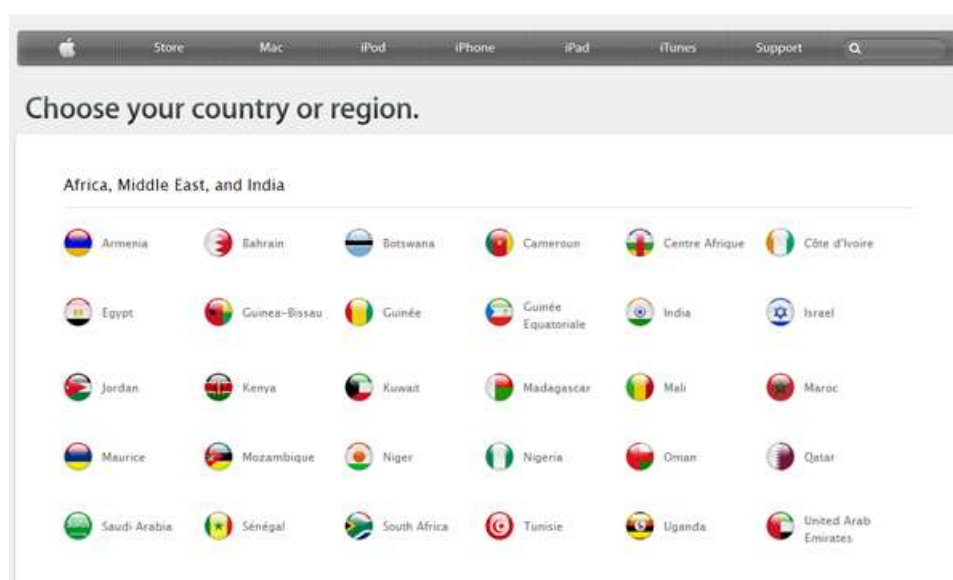 Store Mac iPod iPhone iPad iTunes Support
Choose your country or region.
Africa, Middle East, and India
Armenia Bahrain Botswana Cameroun Centre Afrique Côte d'Ivoire
Egypt Guinea-Bissau Guinée Guinée Equatoriale India Israel
Jordan Kenya Kuwait Madagascar Mali Maroc
Maurice Mozambique Niger Nigeria Oman Qatar
Saudi Arabia Sénégal South Africa Tunisie Uganda United Arab Emirates